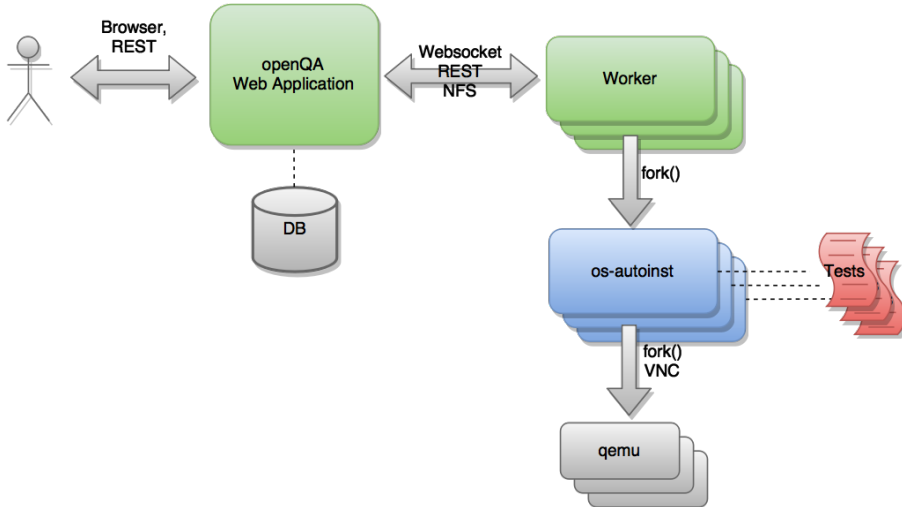 Browser,
REST
openQA
Web Application
Websocket
REST
NFS
Worker
fork()
DB
os-autoinst
Tests
fork()
VNC
qemu